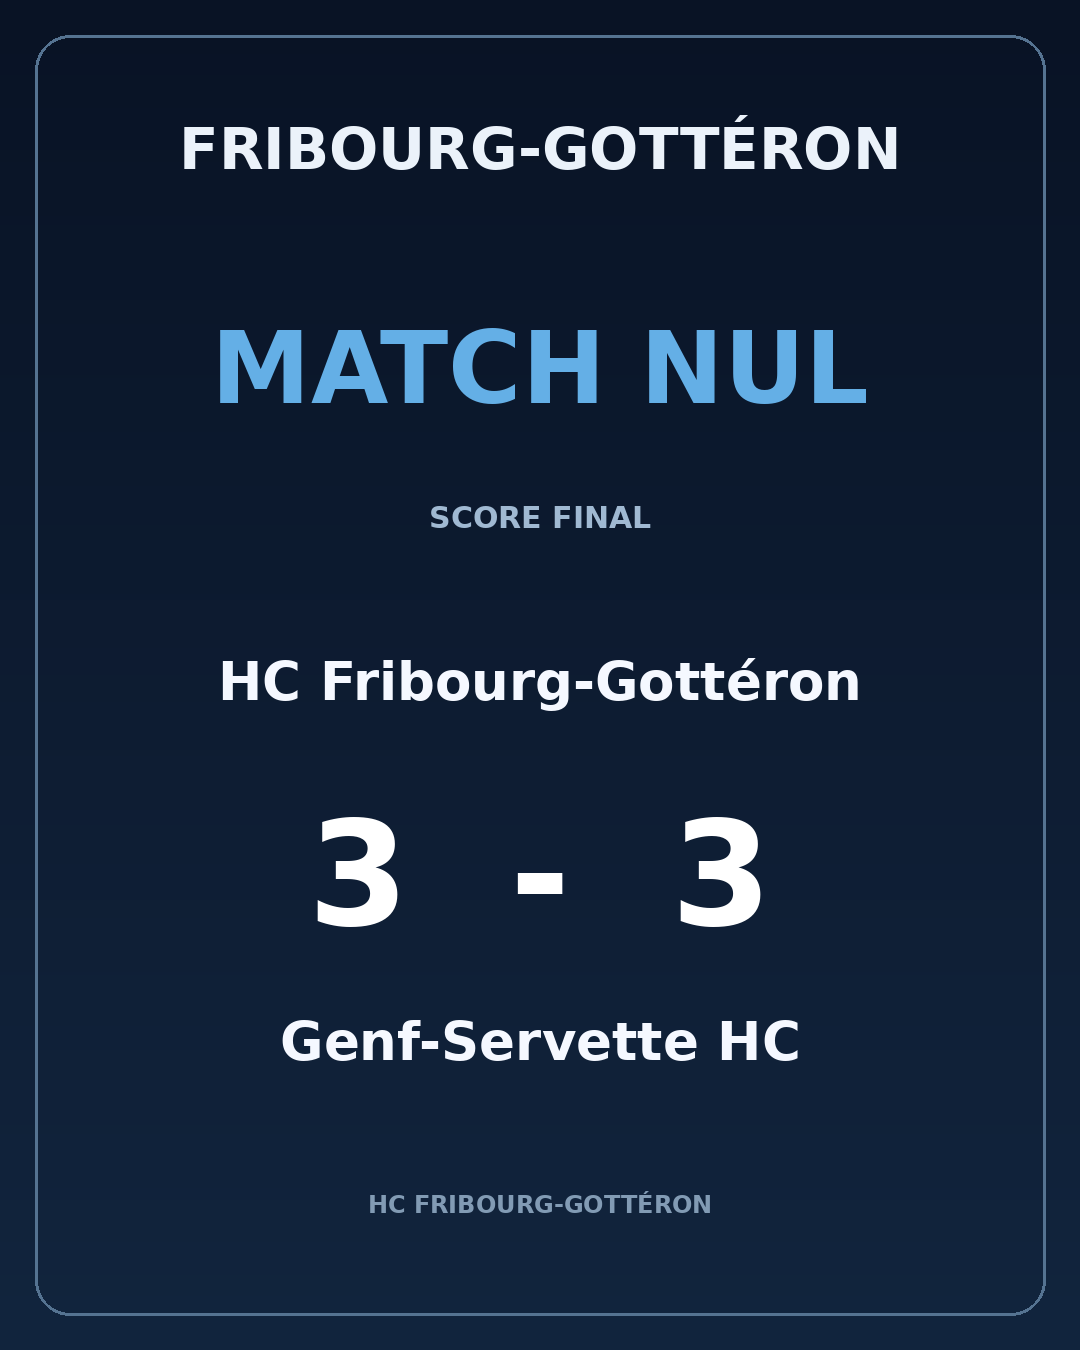 FRIBOURG-GOTTÉRON
MATCH NUL
SCORE FINAL
HC Fribourg-Gottéron
3 - 3
Genf-Servette HC
HC FRIBOURG-GOTTÉRON